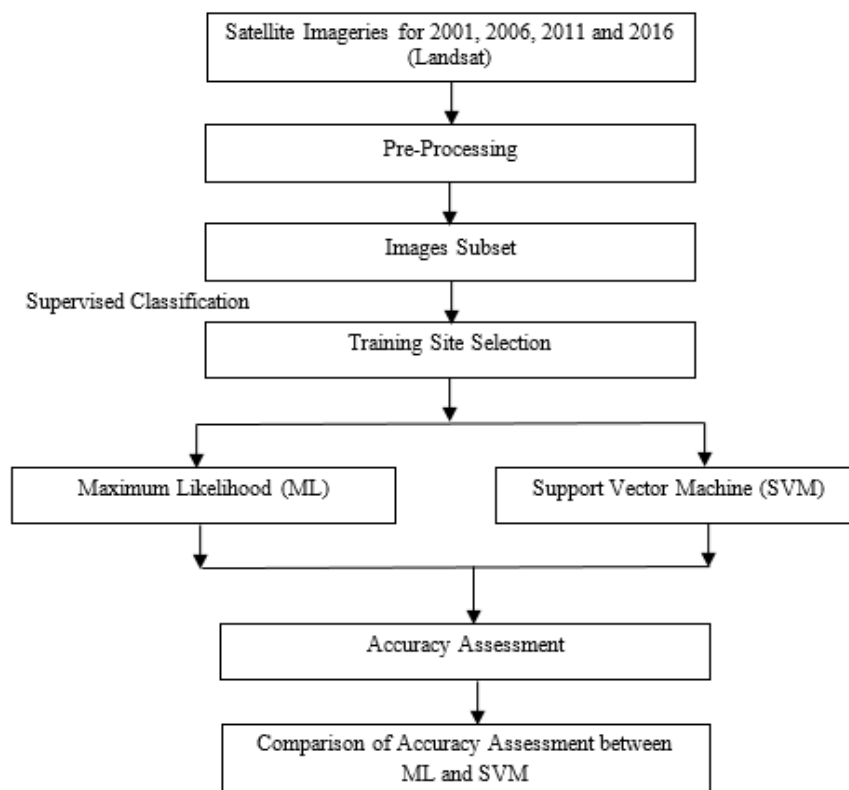 Satellite Imageries for 2001, 2006, 2011 and 2016
(Landsat)
Pre-Processing
Images Subset
Supervised Classification
Training Site Selection
Maximum Likelihood (ML)
Support Vector Machine (SVM)
Accuracy Assessment
Comparison of Accuracy Assessment between
ML and SVM